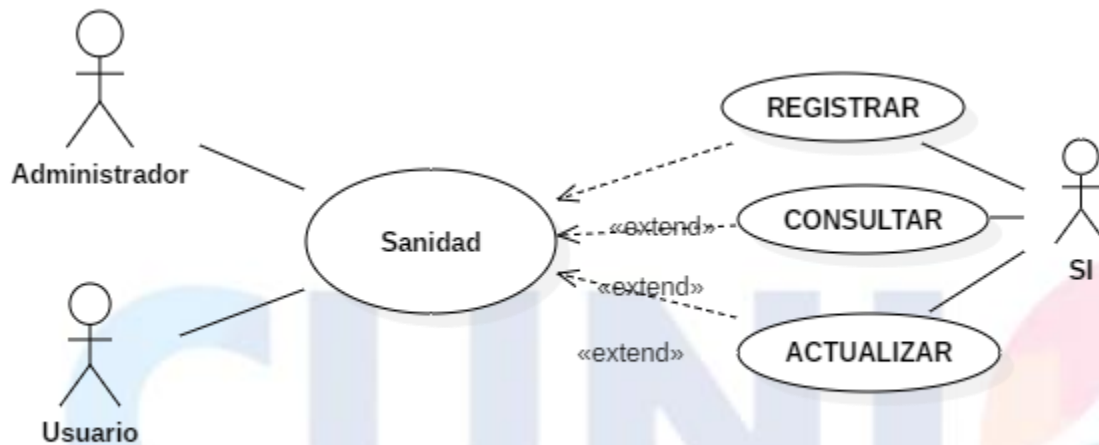 Administrador
REGISTRAR
CONSULTAR
«extend»
Sanidad
SI
«extend»
ACTUALIZAR
«extend»
Usuario